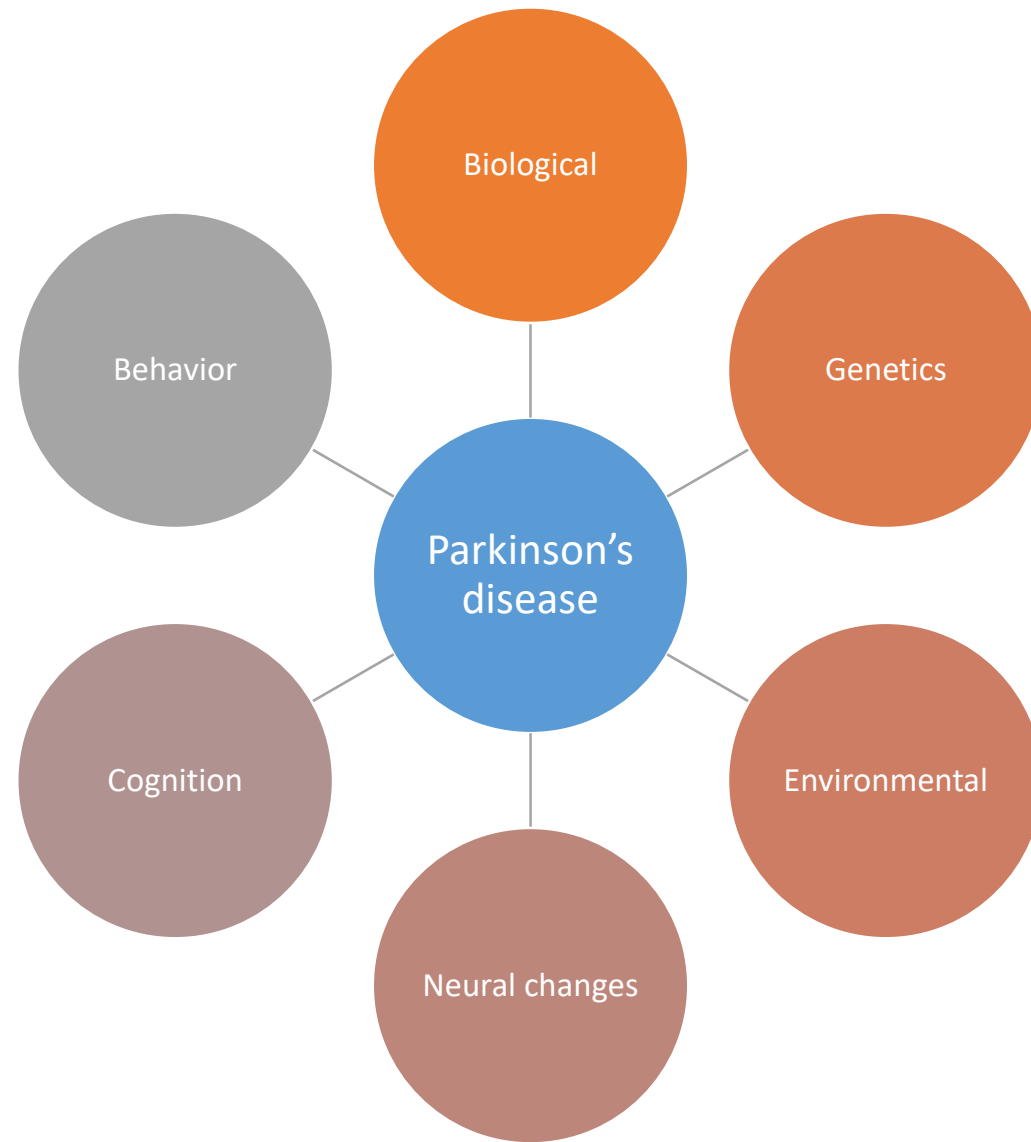 Biological
Behavior
Genetics
Parkinson’s
disease
Cognition
Environmental
Neural changes